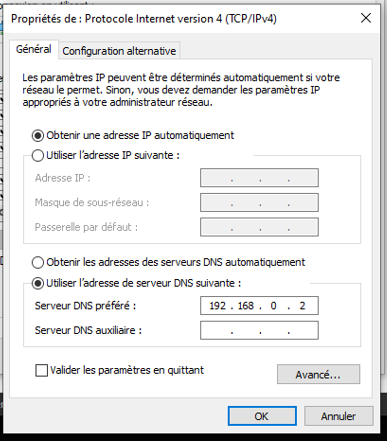 Propriétés de : Protocole Internet version 4 (TCP/IPv4)
Général
Configuration alternative
Les paramètres IP peuvent être déterminés automatiquement si votre
réseau le permet. Sinon, vous devez demander les paramètres IP
appropriés à votre administrateur réseau.
Obtenir une adresse IP automatiquement
Utiliser l'adresse IP suivante :
Adresse IP :
Masque de sous-réseau :
Passerelle par défaut :
Obtenir les adresses des serveurs DNS automatiquement
Utiliser l'adresse de serveur DNS suivante :
Serveur DNS préféré : 192 . 168 . 0 . 2
Serveur DNS auxiliaire :
Valider les paramètres en quittant
Avancé...
OK
Annuler